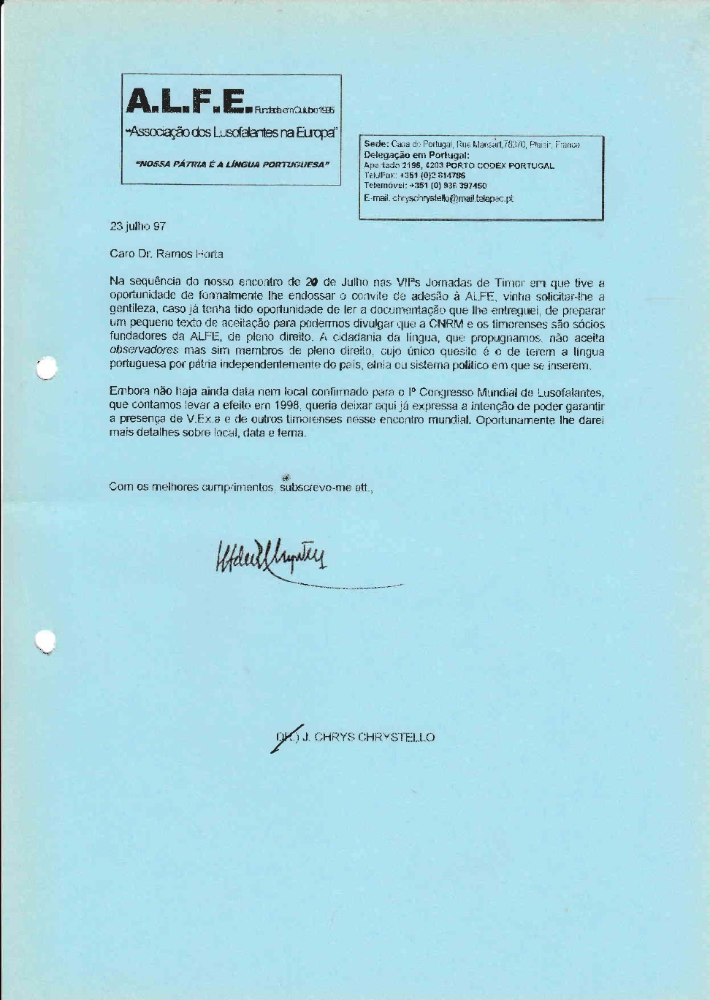 A.L.F.E. Fundada em Outubro 1996
"Associação dos Lusofalantes na Europa"
"NOSSA PÁTRIA É A LÍNGUA PORTUGUESA"
Sede: Casa de Portugal, Rue Mansart, 78370, Plaisir, France
Delegação em Portugal:
Apartado 2196, 4203 PORTO CODEX PORTUGAL
Tel./Fax: +351 (0)2 814786
Telemóvel: +351 (0) 936 397450
E-mail: chryschrystello@mail.telepac.pt
23 julho 97
Caro Dr. Ramos Horta
Na sequência do nosso encontro de 20 de Julho nas VIIªs Jornadas de Timor em que tive a
oportunidade de formalmente lhe endossar o convite de adesão à ALFE, vinha solicitar-lhe a
gentileza, caso já tenha tido oportunidade de ler a documentação que lhe entreguei, de preparar
um pequeno texto de aceitação para podermos divulgar que a CNRM e os timorenses são sócios
fundadores da ALFE, de pleno direito. A cidadania da língua, que propugnamos, não aceita
observadores mas sim membros de pleno direito, cujo único quesito é o de terem a língua
portuguesa por pátria independentemente do país, etnia ou sistema político em que se inserem.
Embora não haja ainda data nem local confirmado para o Iº Congresso Mundial de Lusofalantes,
que contamos levar a efeito em 1998, queria deixar aqui já expressa a intenção de poder garantir
a presença de V.Ex.a e de outros timorenses nesse encontro mundial. Oportunamente lhe darei
mais detalhes sobre local, data e tema.
Com os melhores cumprimentos, subscrevo-me att.,
J. CHRYS CHRYSTELLO